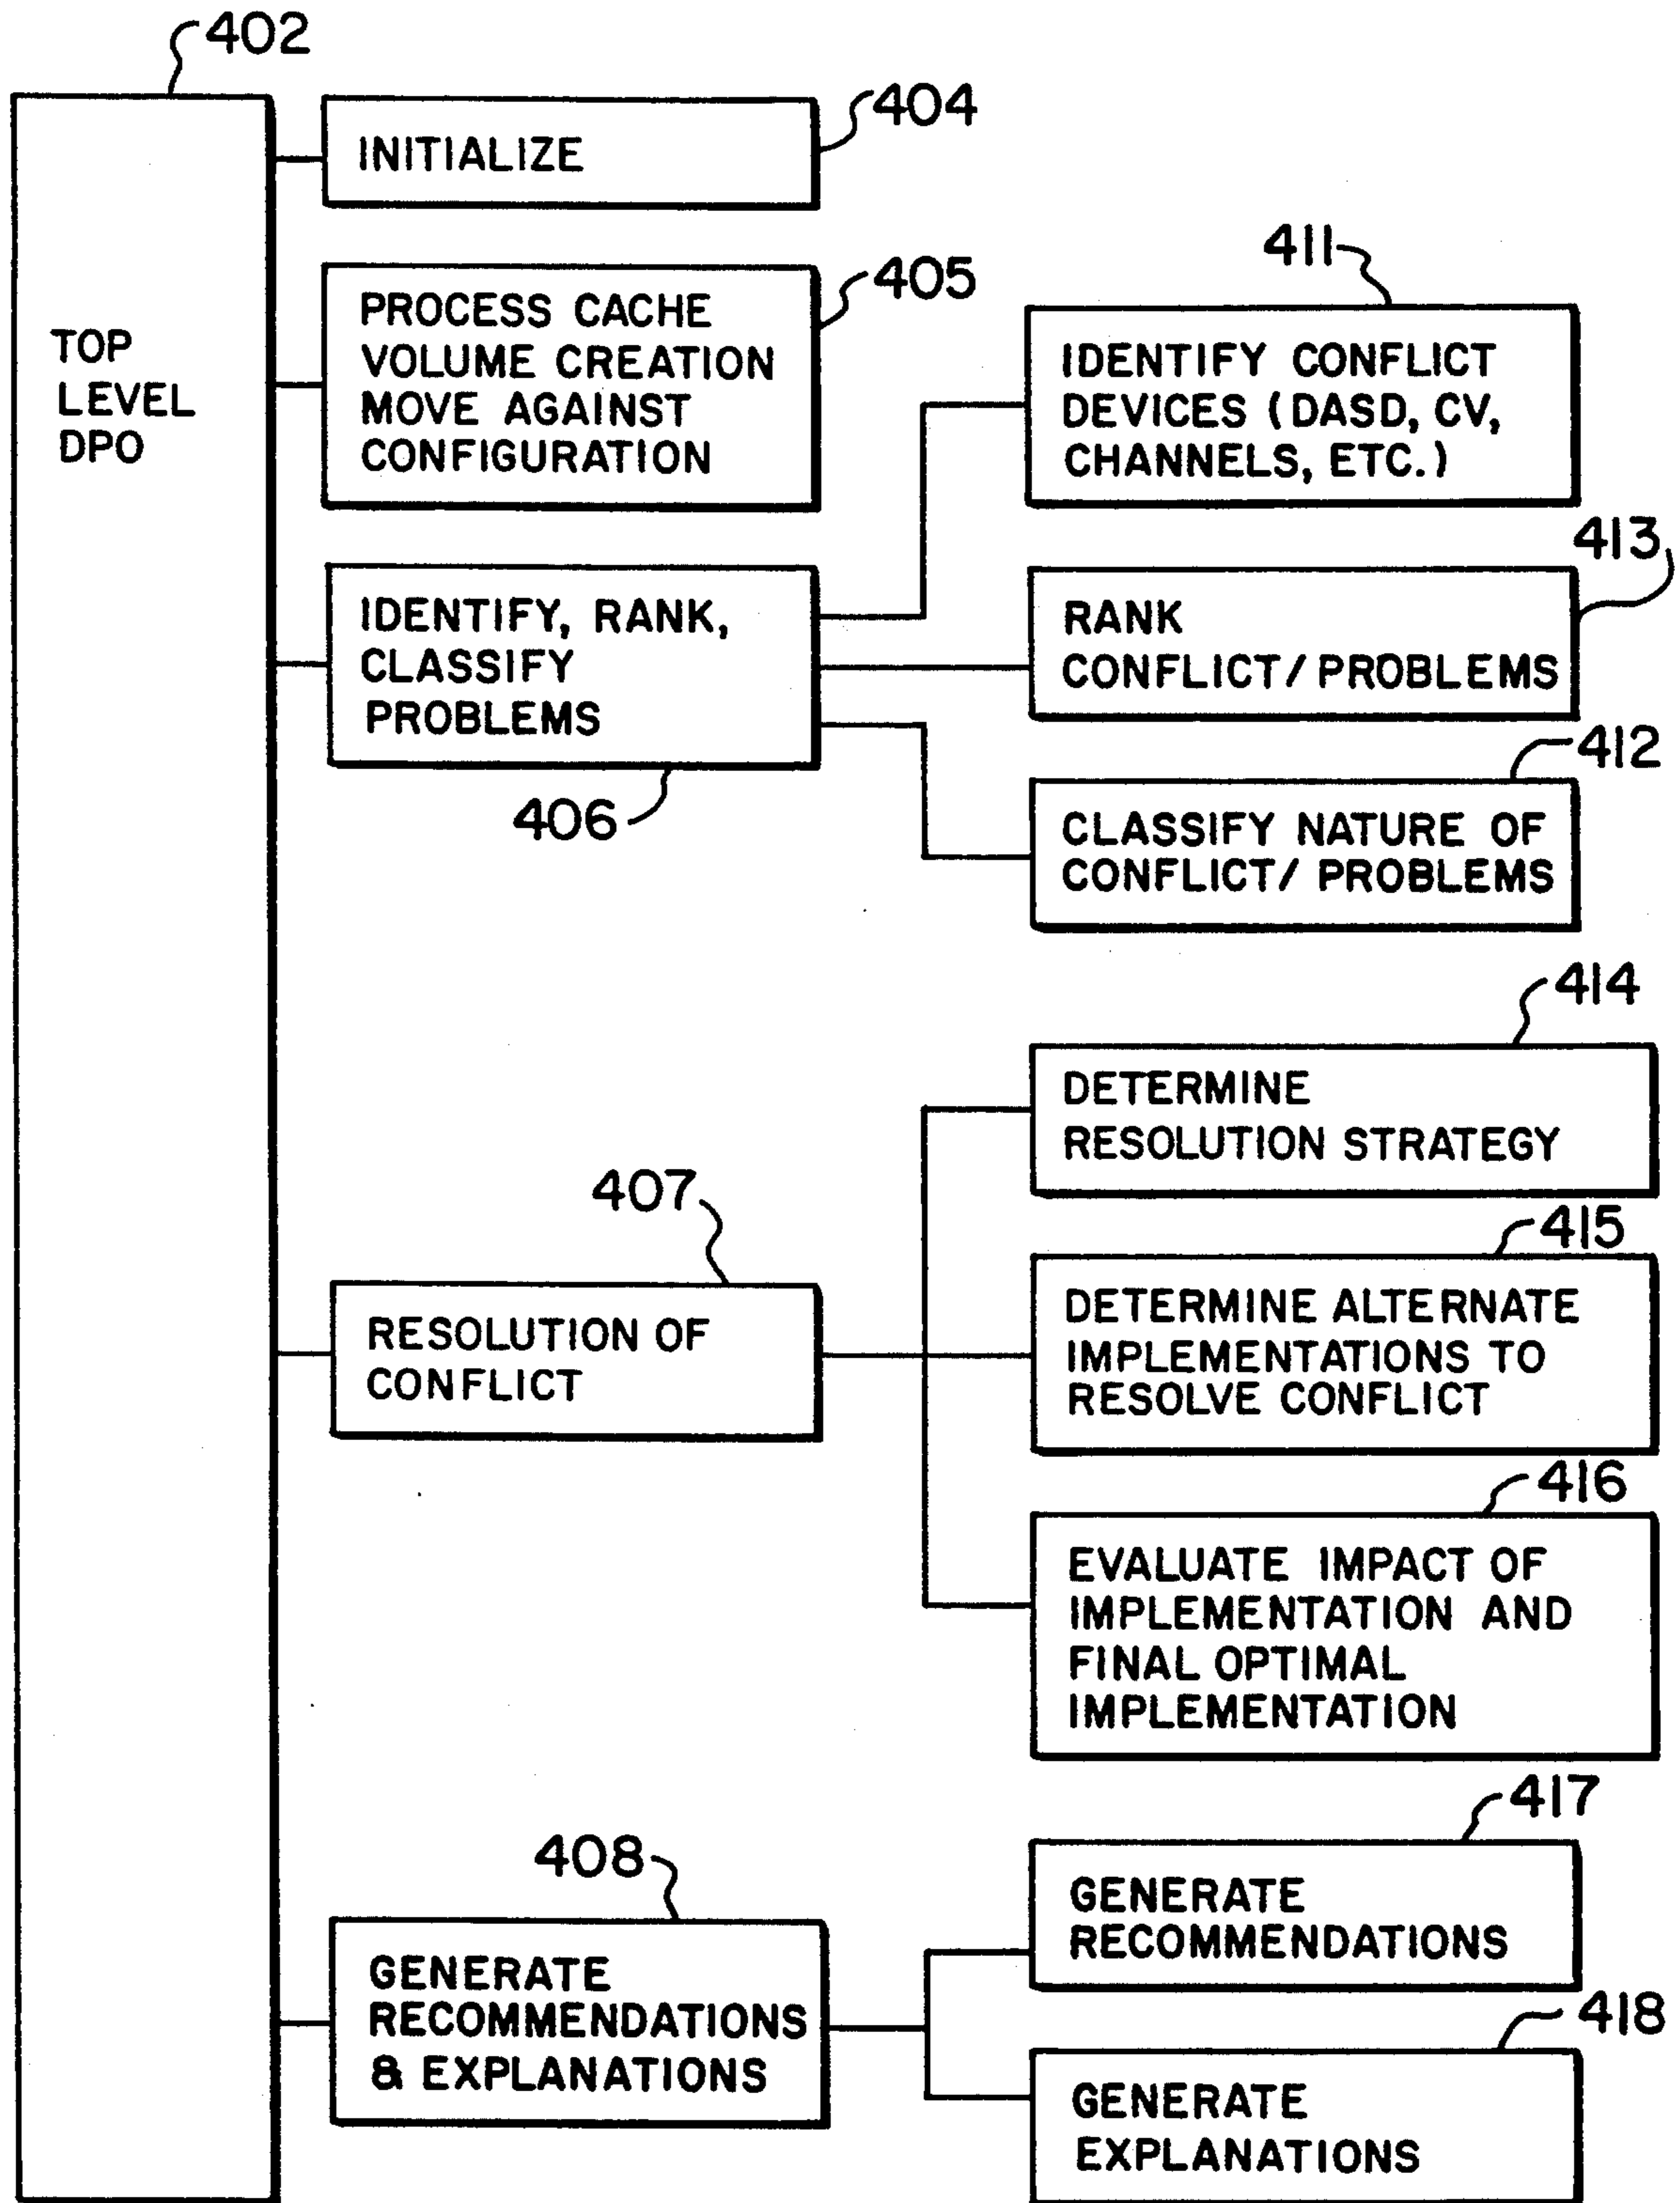 402
TOP
LEVEL
DPO
404
INITIALIZE
405
PROCESS CACHE
VOLUME CREATION
MOVE AGAINST
CONFIGURATION
IDENTIFY, RANK,
CLASSIFY
PROBLEMS
406
411
IDENTIFY CONFLICT
DEVICES (DASD, CV,
CHANNELS, ETC.)
413
RANK
CONFLICT/PROBLEMS
412
CLASSIFY NATURE OF
CONFLICT/ PROBLEMS
407
RESOLUTION OF
CONFLICT
414
DETERMINE
RESOLUTION STRATEGY
415
DETERMINE ALTERNATE
IMPLEMENTATIONS TO
RESOLVE CONFLICT
416
EVALUATE IMPACT OF
IMPLEMENTATION AND
FINAL OPTIMAL
IMPLEMENTATION
408
GENERATE
RECOMMENDATIONS
& EXPLANATIONS
417
GENERATE
RECOMMENDATIONS
418
GENERATE
EXPLANATIONS